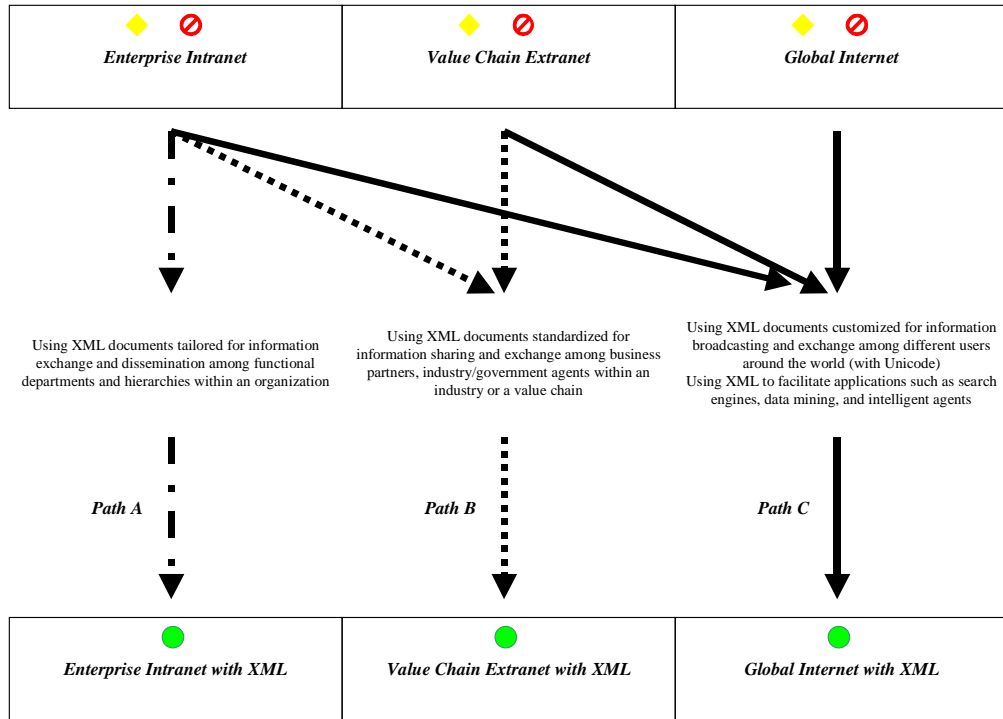 Enterprise Intranet
Value Chain Extranet
Global Internet
Using XML documents tailored for information
exchange and dissemination among functional
departments and hierarchies within an organization
Using XML documents standardized for
information sharing and exchange among business
partners, industry/government agents within an
industry or a value chain
Using XML documents customized for information
broadcasting and exchange among different users
around the world (with Unicode)
Using XML to facilitate applications such as search
engines, data mining, and intelligent agents
Path A
Path B
Path C
Enterprise Intranet with XML
Value Chain Extranet with XML
Global Internet with XML